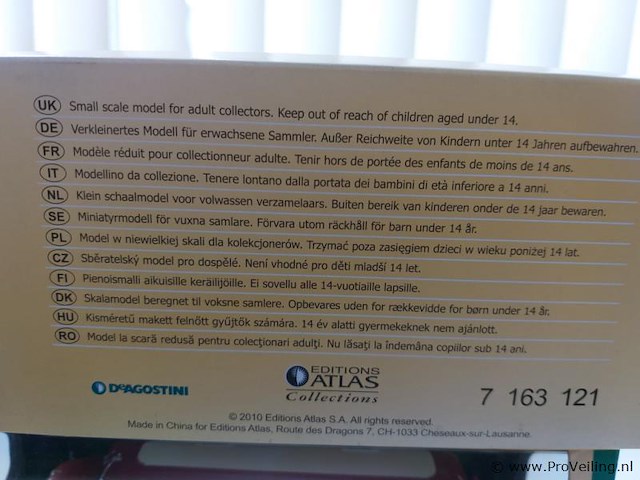 UK Small scale model for adult collectors. Keep out of reach of children aged under 14.
DE Verkleinertes Modell für erwachsene Sammler. Außer Reichweite von Kindern unter 14 Jahren aufbewahren.
FR Modèle réduit pour collectionneur adulte. Tenir hors de portée des enfants de moins de 14 ans.
IT Modellino da collezione. Tenere lontano dalla portata dei bambini di età inferiore a 14 anni.
NL Klein schaalmodel voor volwassen verzamelaars. Buiten bereik van kinderen onder de 14 jaar bewaren.
SE Miniatyrmodell för vuxna samlare. Förvara utom räckhåll för barn under 14 år.
PL Model w niewielkiej skali dla kolekcjonerów. Trzymać poza zasięgiem dzieci w wieku poniżej 14 lat.
CZ Sběratelský model pro dospělé. Není vhodné pro děti mladší 14 let.
FI Pienoismalli aikuisille keräilijöille. Ei sovellu alle 14-vuotiaille lapsille.
DK Skalamodel beregnet til voksne samlere. Opbevares uden for rækkevidde for børn under 14 år.
HU Kisméretű makett felnőtt gyűjtők számára. 14 év alatti gyermekeknek nem ajánlott.
RO Model la scară redusă pentru colecţionari adulţi. Nu lăsaţi la îndemâna copiilor sub 14 ani.
DeAGOSTINI
EDITIONS
ATLAS
Collections
7 163 121
© 2010 Editions Atlas S.A. All rights reserved.
Made in China for Editions Atlas, Route des Dragons 7, CH-1033 Cheseaux-sur-Lausanne.
© www.ProVeiling.nl